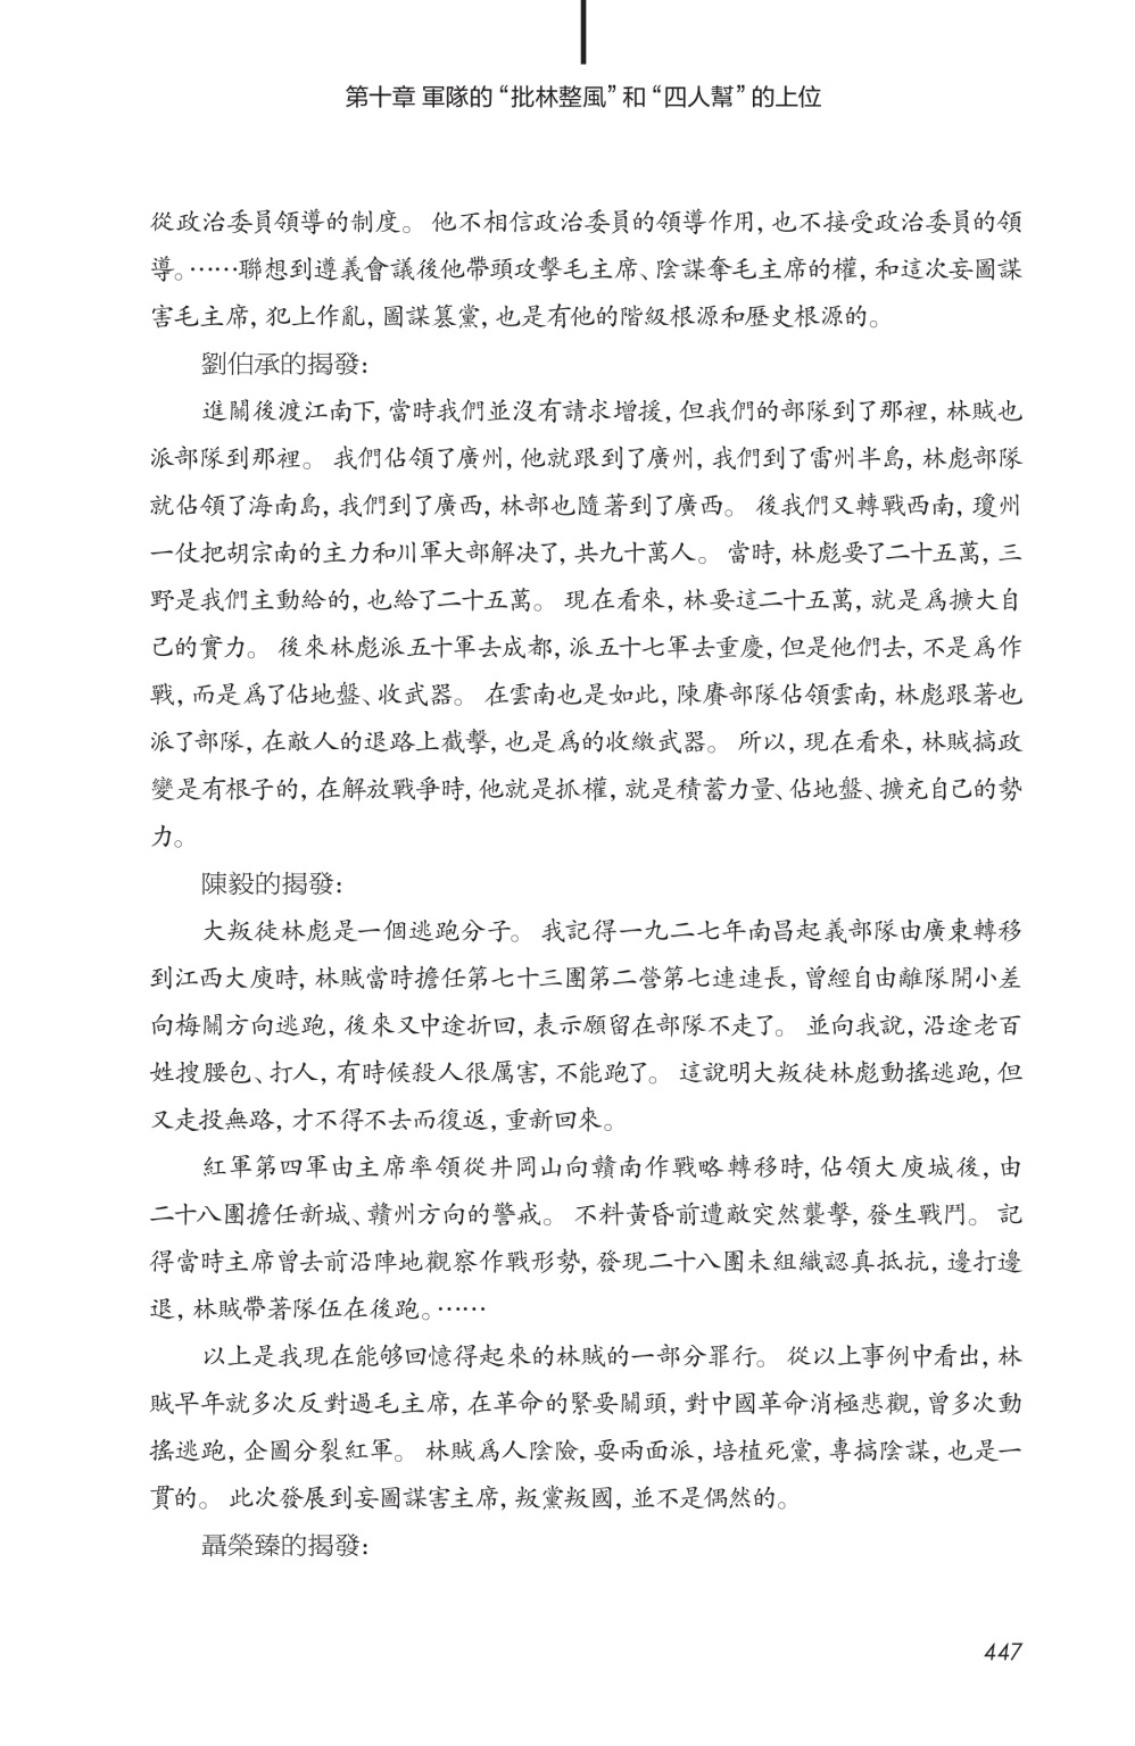 第十章 軍隊的 “批林整風” 和 “四人幫” 的上位
從政治委員領導的制度。 他不相信政治委員的領導作用, 也不接受政治委員的領
導。⋯⋯聯想到遵義會議後他帶頭攻擊毛主席、陰謀奪毛主席的權, 和這次妄圖謀
害毛主席, 犯上作亂, 圖謀篡黨, 也是有他的階級根源和歷史根源的。
劉伯承的揭發:
進關後渡江南下, 當時我們並沒有請求增援, 但我們的部隊到了那裡, 林賊也
派部隊到那裡。 我們佔領了廣州, 他就跟到了廣州, 我們到了雷州半島, 林彪部隊
就佔領了海南島, 我們到了廣西, 林部也隨著到了廣西。 後我們又轉戰西南, 瓊州
一仗把胡宗南的主力和川軍大部解決了, 共九十萬人。 當時, 林彪要了二十五萬, 三
野是我們主動給的, 也給了二十五萬。 現在看來, 林要這二十五萬, 就是爲擴大自
己的實力。 後來林彪派五十軍去成都, 派五十七軍去重慶, 但是他們去, 不是爲作
戰, 而是爲了佔地盤、收武器。 在雲南也是如此, 陳賡部隊佔領雲南, 林彪跟著也
派了部隊, 在敵人的退路上截擊, 也是爲的收繳武器。 所以, 現在看來, 林賊搞政
變是有根子的, 在解放戰爭時, 他就是抓權, 就是積蓄力量、佔地盤、擴充自己的勢
力。
陳毅的揭發:
大叛徒林彪是一個逃跑分子。 我記得一九二七年南昌起義部隊由廣東轉移
到江西大庾時, 林賊當時擔任第七十三團第二營第七連連長, 曾經自由離隊開小差
向梅關方向逃跑, 後來又中途折回, 表示願留在部隊不走了。 並向我說, 沿途老百
姓搜腰包、打人, 有時候殺人很厲害, 不能跑了。 這說明大叛徒林彪動搖逃跑, 但
又走投無路, 才不得不去而復返, 重新回來。
紅軍第四軍由主席率領從井岡山向贛南作戰略轉移時, 佔領大庾城後, 由
二十八團擔任新城、贛州方向的警戒。 不料黃昏前遭敵突然襲擊, 發生戰鬥。 記
得當時主席曾去前沿陣地觀察作戰形勢, 發現二十八團未組織認真抵抗, 邊打邊
退, 林賊帶著隊伍在後跑。⋯⋯
以上是我現在能够回憶得起來的林賊的一部分罪行。 從以上事例中看出, 林
賊早年就多次反對過毛主席, 在革命的緊要關頭, 對中國革命消極悲觀, 曾多次動
搖逃跑, 企圖分裂紅軍。 林賊爲人陰險, 耍兩面派, 培植死黨, 專搞陰謀, 也是一
貫的。 此次發展到妄圖謀害主席, 叛黨叛國, 並不是偶然的。
聶榮臻的揭發:
447